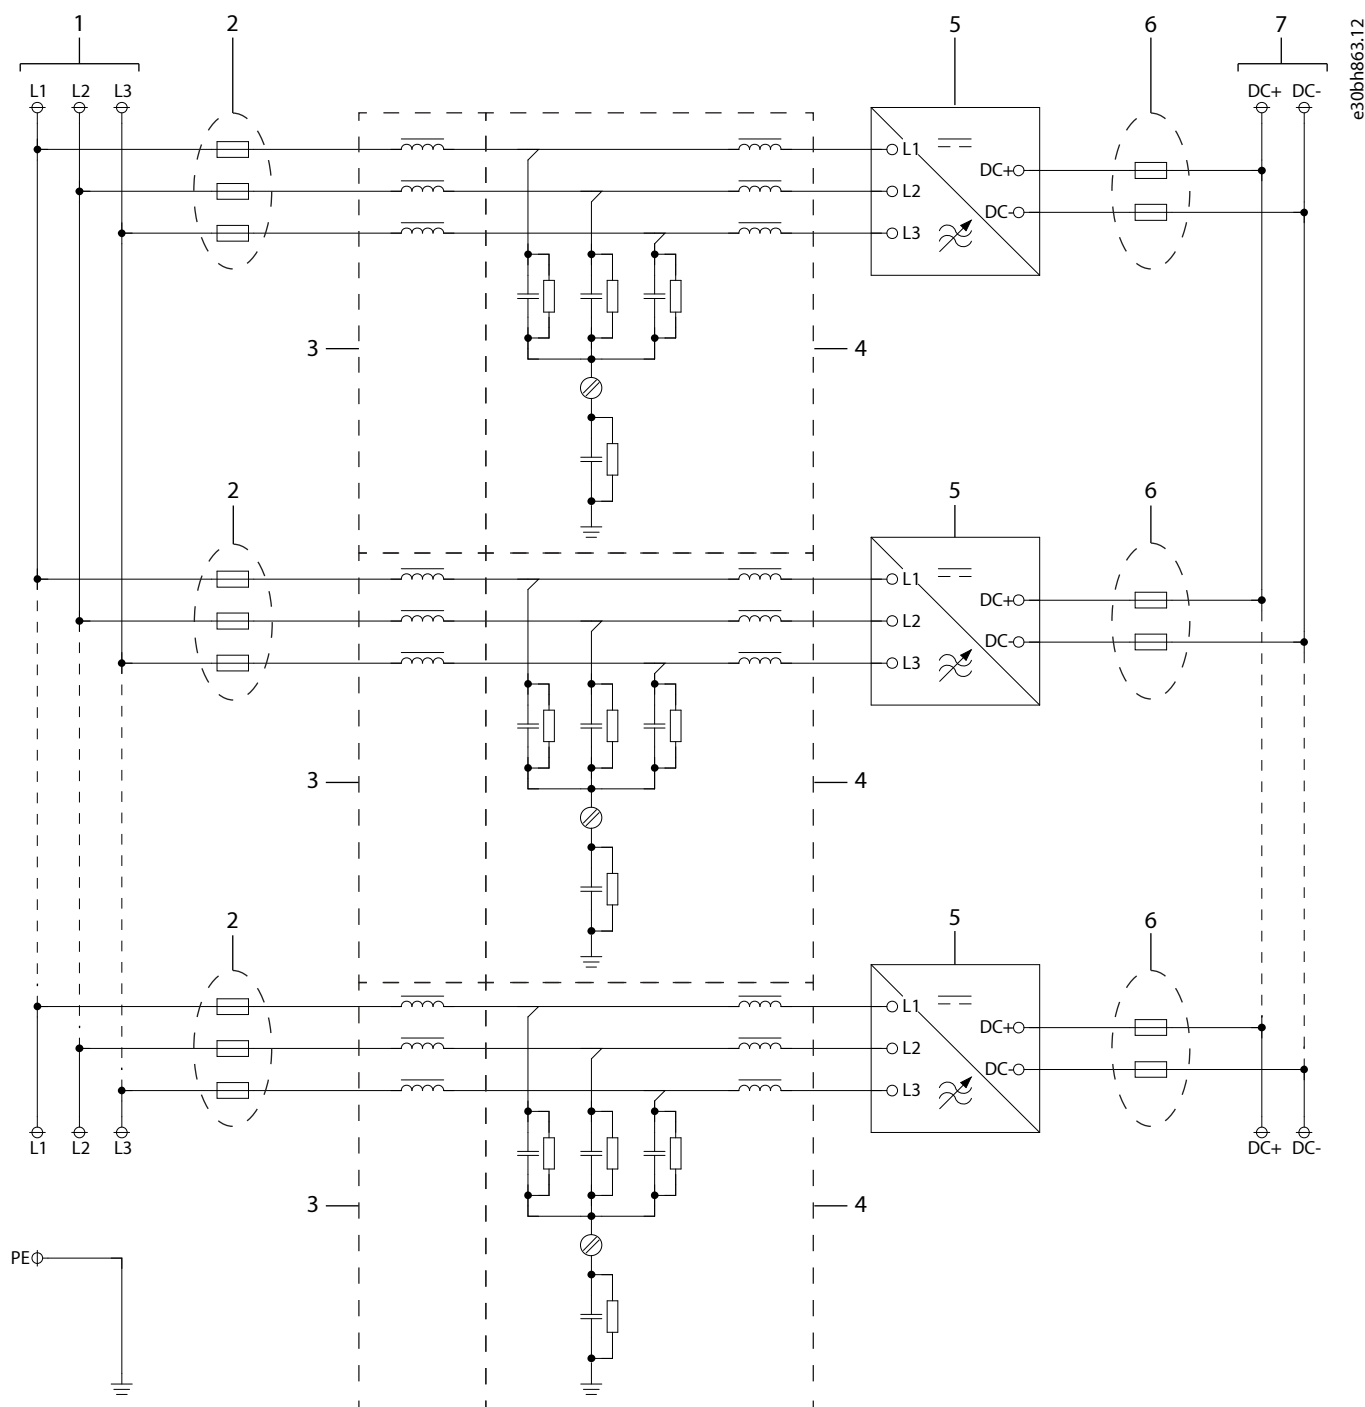 1 2 5 6 7
e30bh863.12
L1 L2 L3 DC+ DC-
L1
DC+
L2
DC-
L3
3 4
2 5 6
L1
DC+
L2
DC-
L3
3 4
2 5 6
L1
DC+
L2
DC-
L3
L1 L2 L3 DC+ DC-
3 4
PE